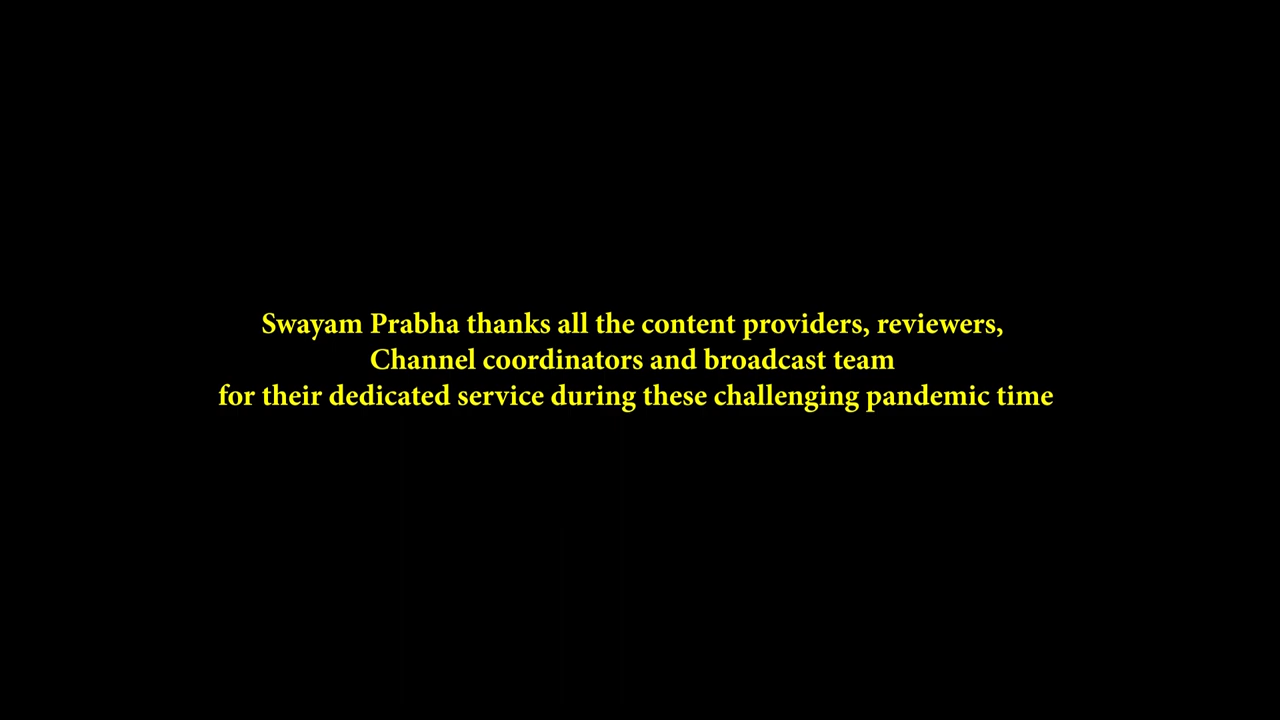 Swayam Prabha thanks all the content providers, reviewers,
Channel coordinators and broadcast team
for their dedicated service during these challenging pandemic time